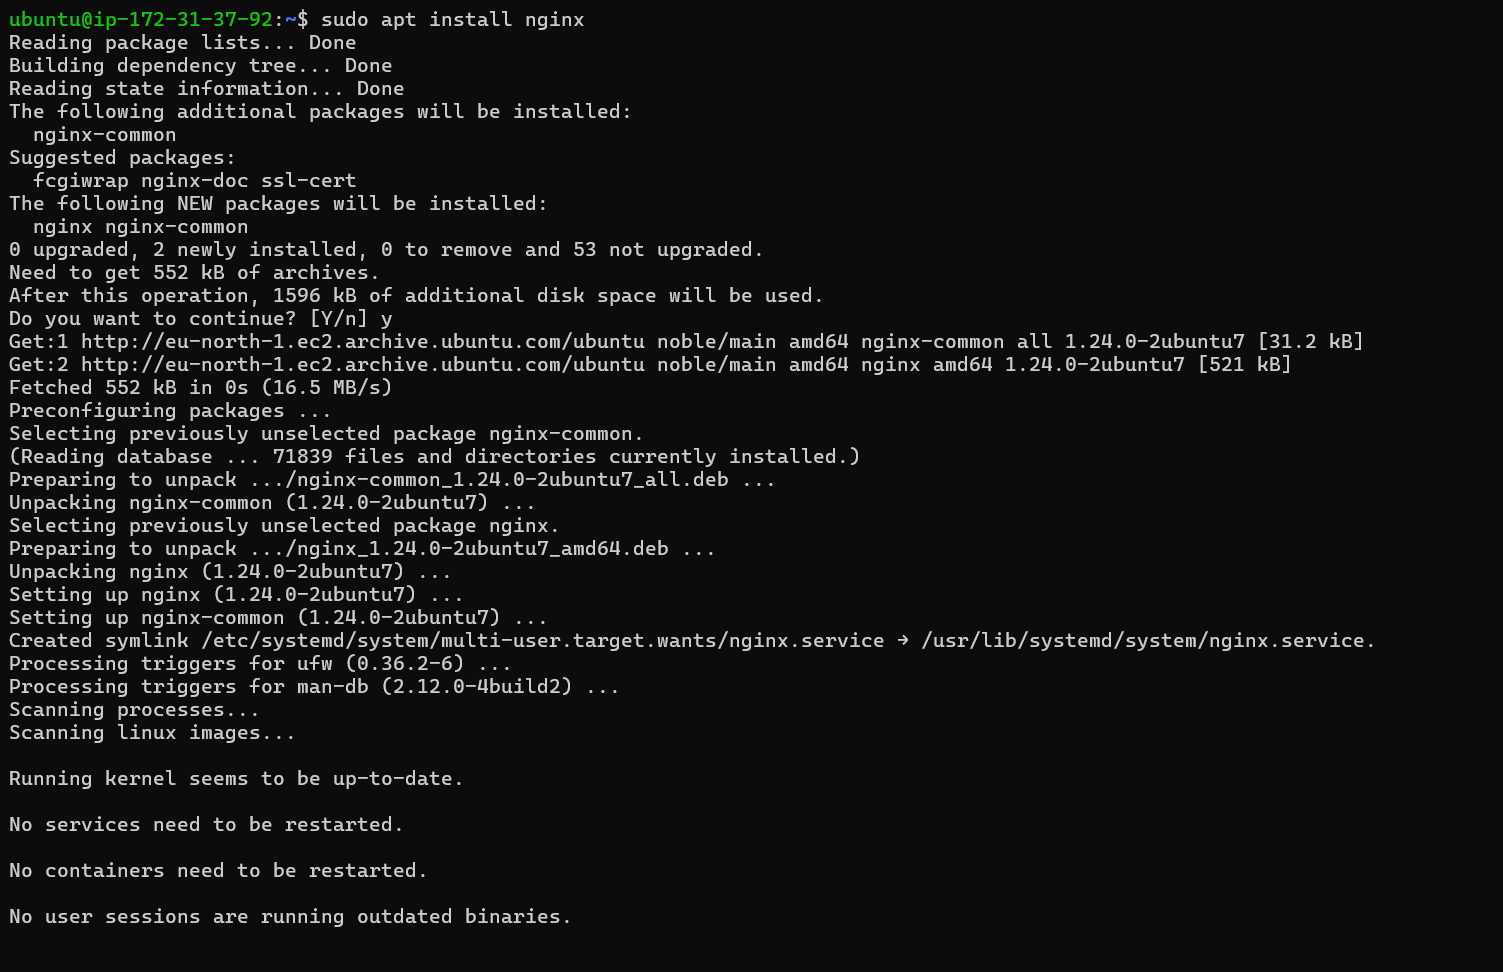 ubuntu@ip-172-31-37-92:~$ sudo apt install nginx
Reading package lists... Done
Building dependency tree... Done
Reading state information... Done
The following additional packages will be installed:
  nginx-common
Suggested packages:
  fcgiwrap nginx-doc ssl-cert
The following NEW packages will be installed:
  nginx nginx-common
0 upgraded, 2 newly installed, 0 to remove and 53 not upgraded.
Need to get 552 kB of archives.
After this operation, 1596 kB of additional disk space will be used.
Do you want to continue? [Y/n] y
Get:1 http://eu-north-1.ec2.archive.ubuntu.com/ubuntu noble/main amd64 nginx-common all 1.24.0-2ubuntu7 [31.2 kB]
Get:2 http://eu-north-1.ec2.archive.ubuntu.com/ubuntu noble/main amd64 nginx amd64 1.24.0-2ubuntu7 [521 kB]
Fetched 552 kB in 0s (16.5 MB/s)
Preconfiguring packages ...
Selecting previously unselected package nginx-common.
(Reading database ... 71839 files and directories currently installed.)
Preparing to unpack .../nginx-common_1.24.0-2ubuntu7_all.deb ...
Unpacking nginx-common (1.24.0-2ubuntu7) ...
Selecting previously unselected package nginx.
Preparing to unpack .../nginx_1.24.0-2ubuntu7_amd64.deb ...
Unpacking nginx (1.24.0-2ubuntu7) ...
Setting up nginx (1.24.0-2ubuntu7) ...
Setting up nginx-common (1.24.0-2ubuntu7) ...
Created symlink /etc/systemd/system/multi-user.target.wants/nginx.service → /usr/lib/systemd/system/nginx.service.
Processing triggers for ufw (0.36.2-6) ...
Processing triggers for man-db (2.12.0-4build2) ...
Scanning processes...
Scanning linux images...

Running kernel seems to be up-to-date.

No services need to be restarted.

No containers need to be restarted.

No user sessions are running outdated binaries.